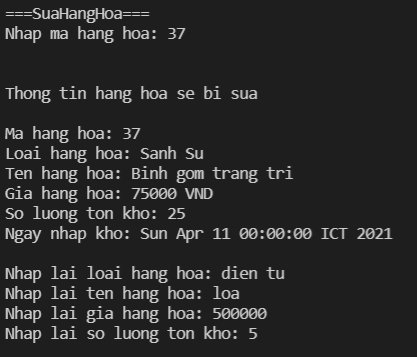 ===SuaHangHoa===
Nhap ma hang hoa: 37
Thong tin hang hoa se bi sua
Ma hang hoa: 37
Loai hang hoa: Sanh Su
Ten hang hoa: Binh gom trang tri
Gia hang hoa: 75000 VND
So luong ton kho: 25
Ngay nhap kho: Sun Apr 11 00:00:00 ICT 2021
Nhap lai loai hang hoa: dien tu
Nhap lai ten hang hoa: loa
Nhap lai gia hang hoa: 500000
Nhap lai so luong ton kho: 5